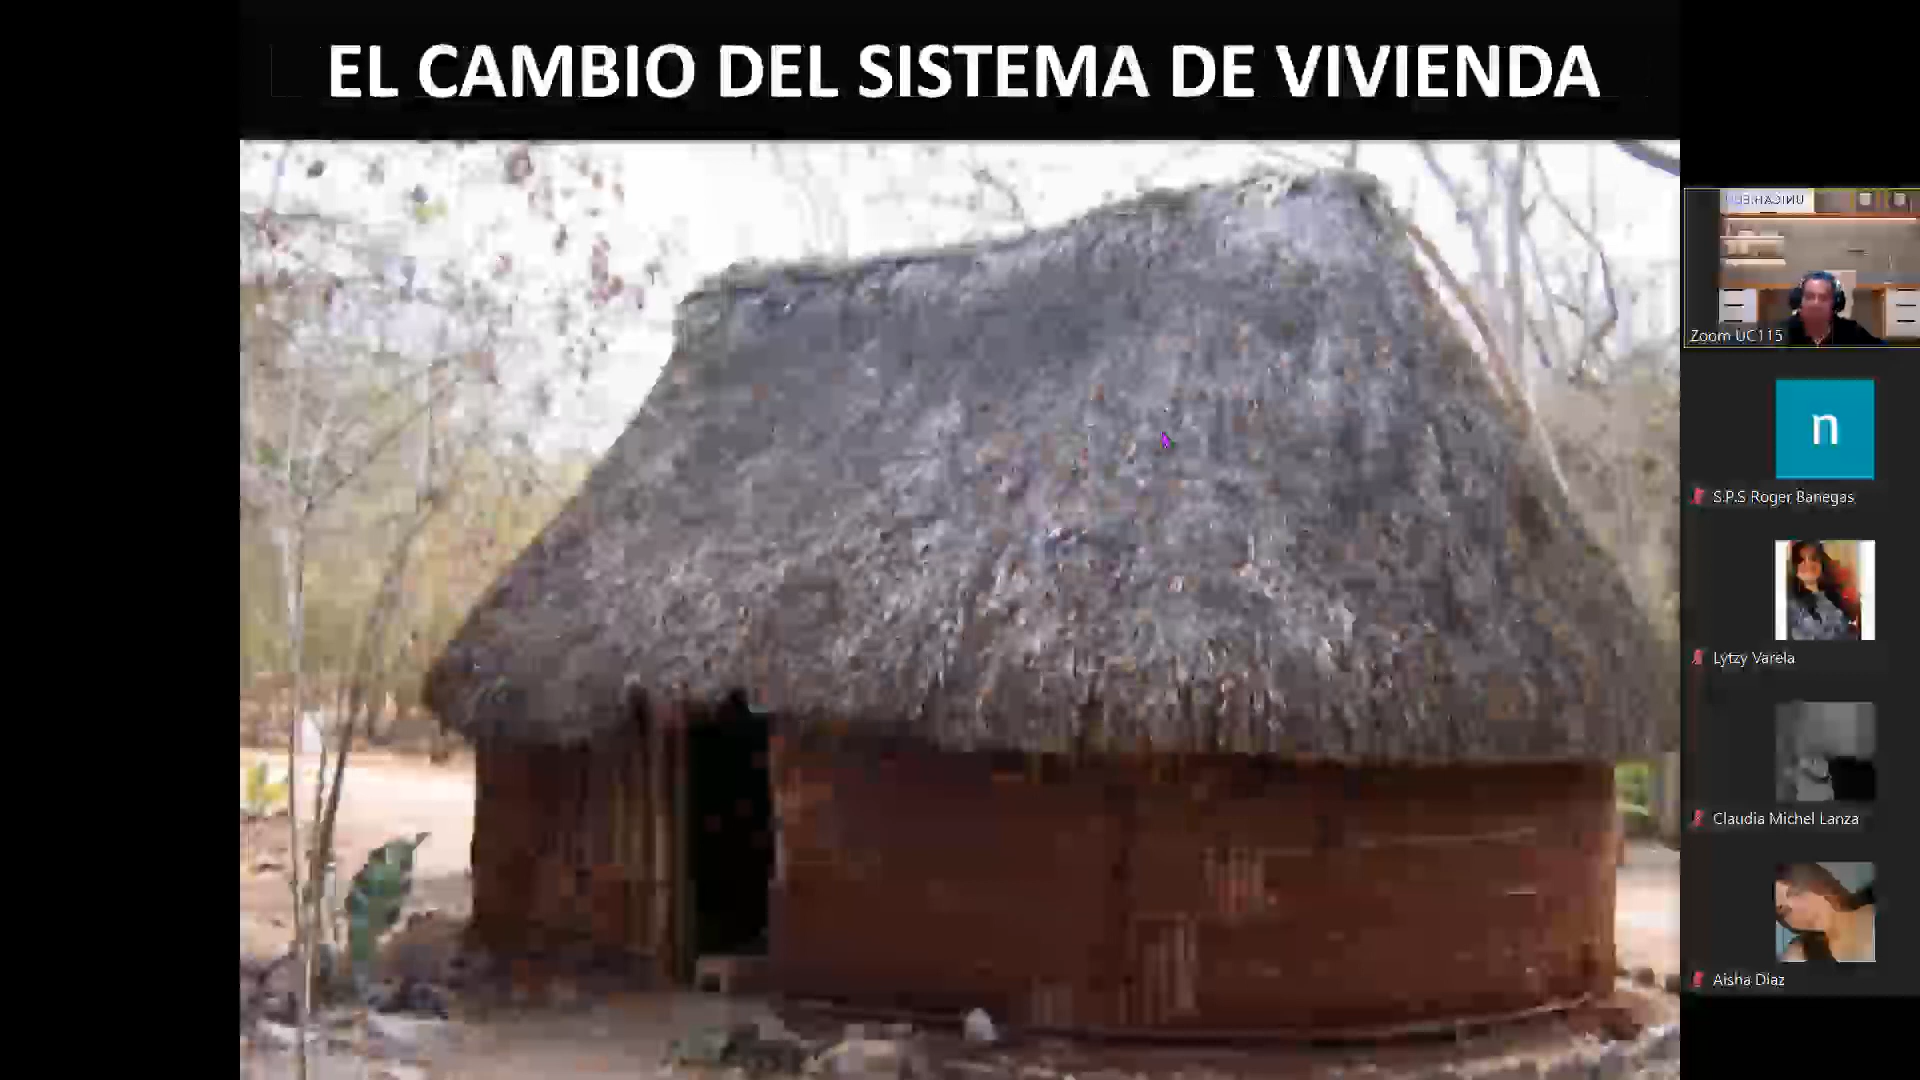 EL CAMBIO DEL SISTEMA DE VIVIENDA
Zoom UC115
n
S.P.S Roger Banegas
Lytzy Varela
Claudia Michel Lanza
Aisha Diaz